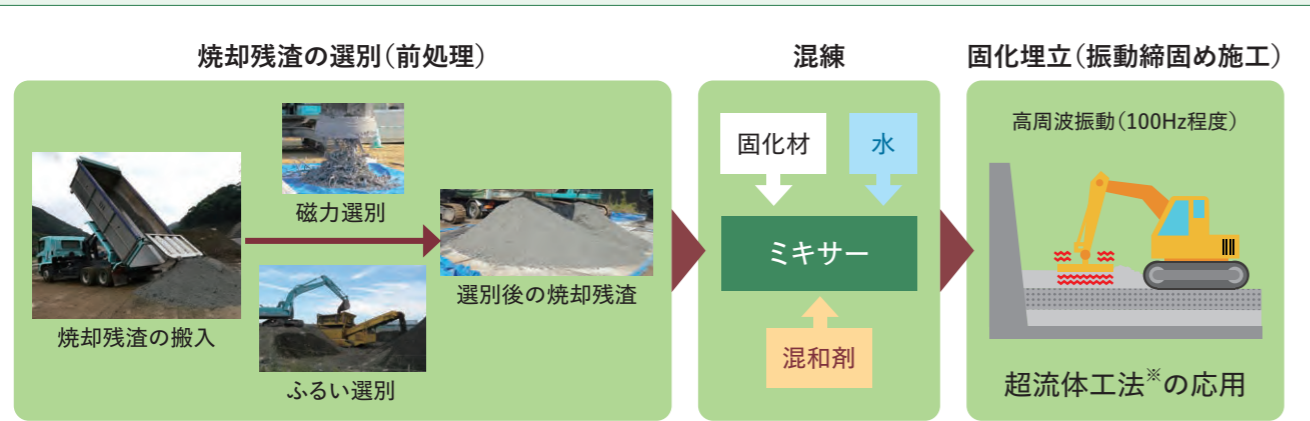 焼却残渣の選別(前処理)
焼却残渣の搬入
磁力選別
ふるい選別
選別後の焼却残渣
混練
固化材
水
ミキサー
混和剤
固化埋立(振動締固め施工)
高周波振動(100Hz程度)
超流体工法※の応用